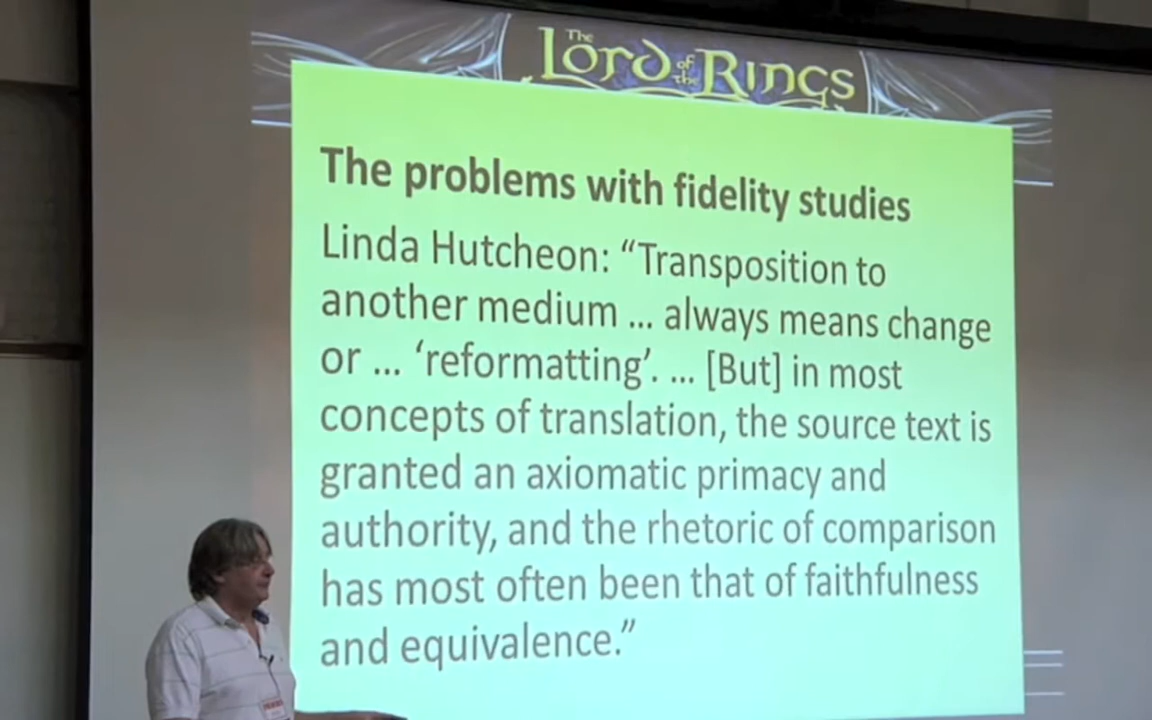 The
Lord of the Rings
The problems with fidelity studies
Linda Hutcheon: “Transposition to
another medium ... always means change
or ... ‘reformatting’. ... [But] in most
concepts of translation, the source text is
granted an axiomatic primacy and
authority, and the rhetoric of comparison
has most often been that of faithfulness
and equivalence.”